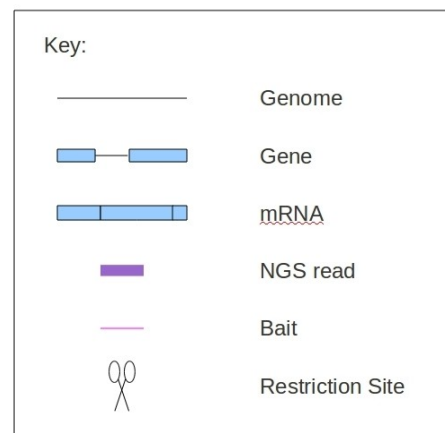 Key:
Genome
Gene
mRNA
NGS read
Bait
Restriction Site